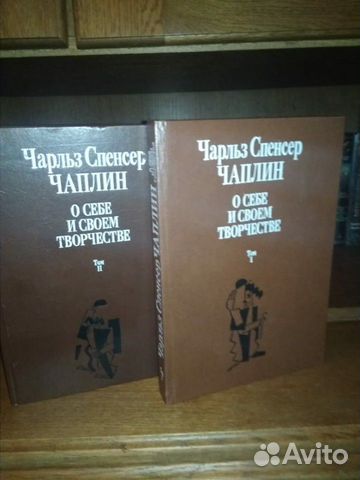 Чарльз Спенсер
ЧАПЛИН
О СЕБЕ
И СВОЕМ
ТВОРЧЕСТВЕ
Том
II
Чарльз Спенсер ЧАПЛИН
Чарльз Спенсер
ЧАПЛИН
О СЕБЕ
И СВОЕМ
ТВОРЧЕСТВЕ
Том
I
Avito